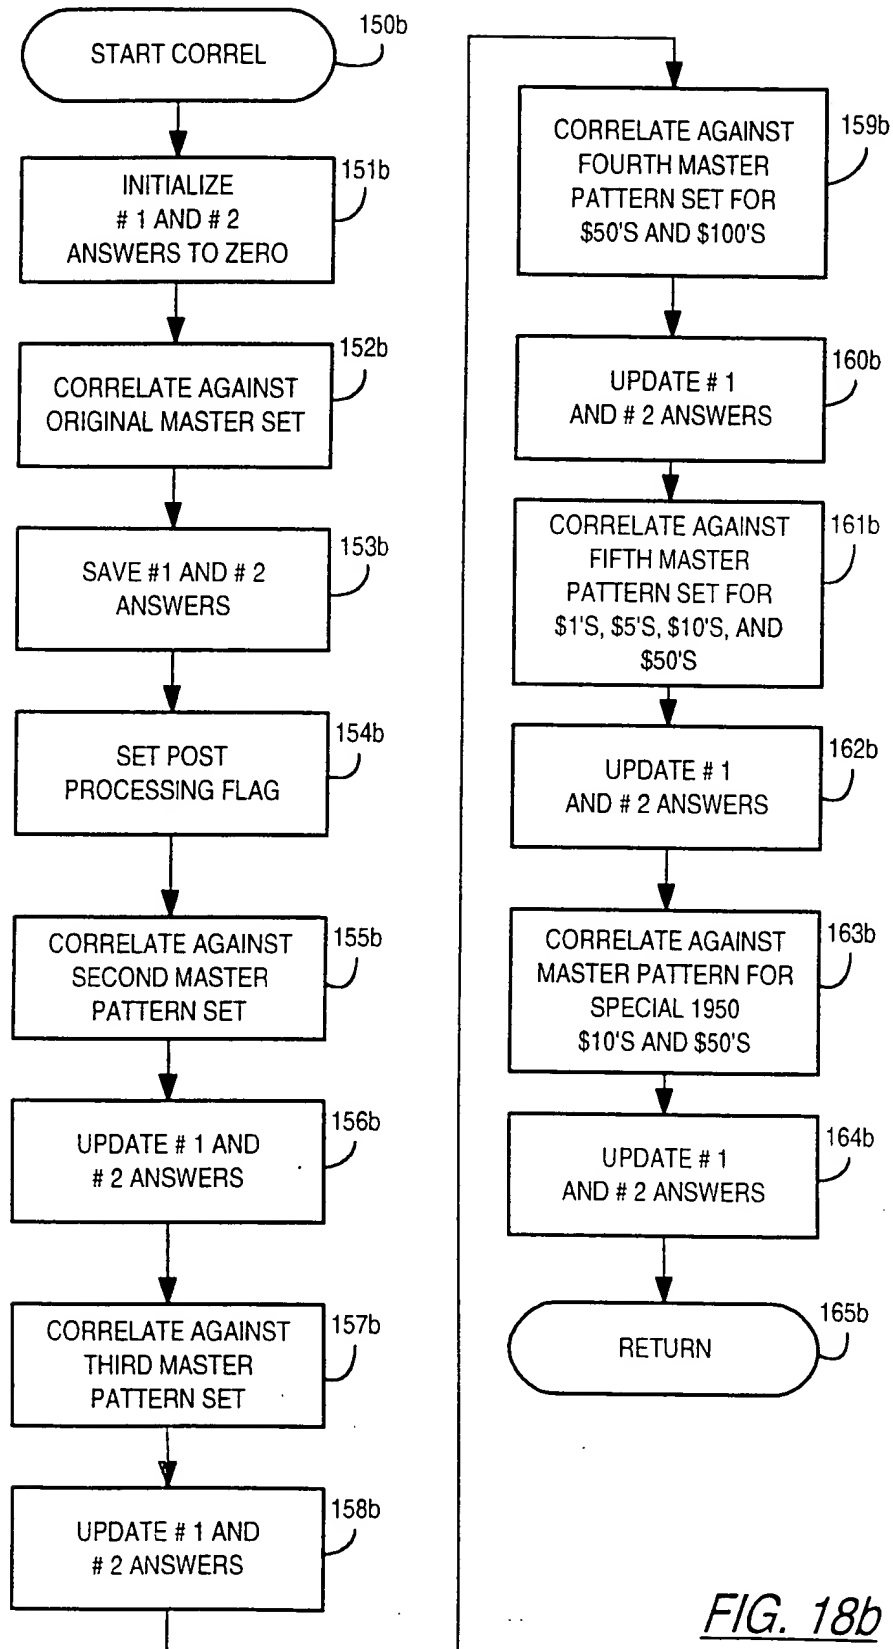 START CORREL
150b
INITIALIZE
# 1 AND # 2
ANSWERS TO ZERO
151b
CORRELATE AGAINST
ORIGINAL MASTER SET
152b
SAVE #1 AND # 2
ANSWERS
153b
SET POST
PROCESSING FLAG
154b
CORRELATE AGAINST
SECOND MASTER
PATTERN SET
155b
UPDATE # 1 AND
# 2 ANSWERS
156b
CORRELATE AGAINST
THIRD MASTER
PATTERN SET
157b
UPDATE # 1 AND
# 2 ANSWERS
158b
CORRELATE AGAINST
FOURTH MASTER
PATTERN SET FOR
$50'S AND $100'S
159b
UPDATE # 1
AND # 2 ANSWERS
160b
CORRELATE AGAINST
FIFTH MASTER
PATTERN SET FOR
$1'S, $5'S, $10'S, AND
$50'S
161b
UPDATE # 1
AND # 2 ANSWERS
162b
CORRELATE AGAINST
MASTER PATTERN FOR
SPECIAL 1950
$10'S AND $50'S
163b
UPDATE # 1
AND # 2 ANSWERS
164b
RETURN
165b
FIG. 18b